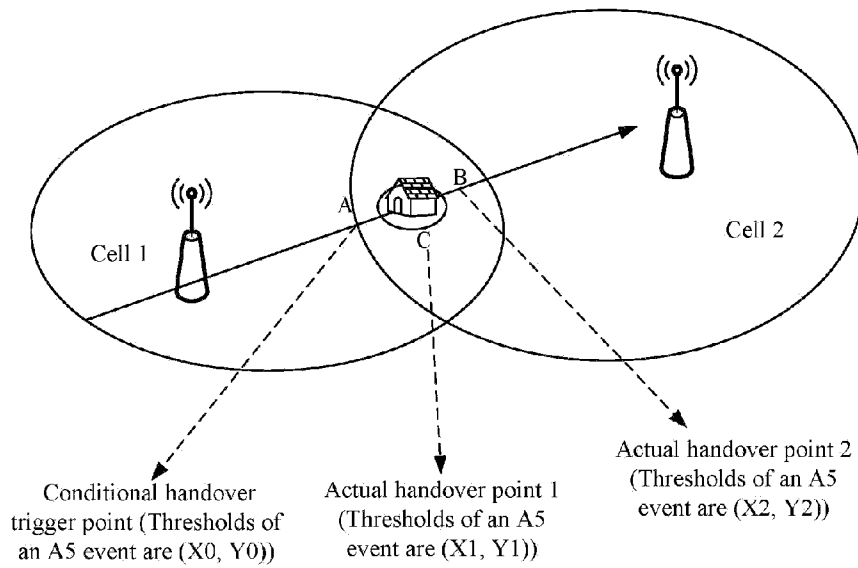 A
B
C
Cell 1
Cell 2
Conditional handover
trigger point (Thresholds of
an A5 event are (X0, Y0))
Actual handover point 1
(Thresholds of an A5
event are (X1, Y1))
Actual handover point 2
(Thresholds of an A5
event are (X2, Y2))